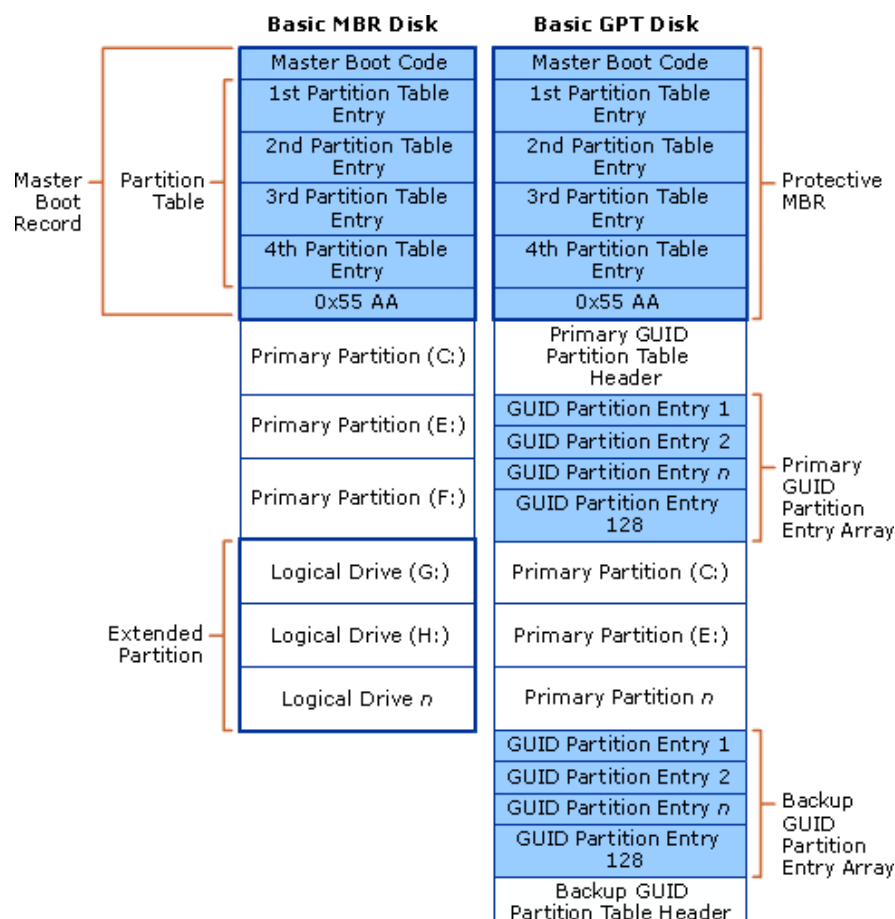 Basic MBR Disk
Basic GPT Disk
Master Boot Code
1st Partition Table
Entry
2nd Partition Table
Entry
3rd Partition Table
Entry
4th Partition Table
Entry
0x55 AA
Master
Boot
Record
Partition
Table
Primary Partition (C:)
Primary Partition (E:)
Primary Partition (F:)
Logical Drive (G:)
Logical Drive (H:)
Logical Drive n
Extended
Partition
Master Boot Code
1st Partition Table
Entry
2nd Partition Table
Entry
3rd Partition Table
Entry
4th Partition Table
Entry
0x55 AA
Protective
MBR
Primary GUID
Partition Table
Header
GUID Partition Entry 1
GUID Partition Entry 2
GUID Partition Entry n
GUID Partition Entry
128
Primary
GUID
Partition
Entry Array
Primary Partition (C:)
Primary Partition (E:)
Primary Partition n
GUID Partition Entry 1
GUID Partition Entry 2
GUID Partition Entry n
GUID Partition Entry
128
Backup
GUID
Partition
Entry Array
Backup GUID
Partition Table Header